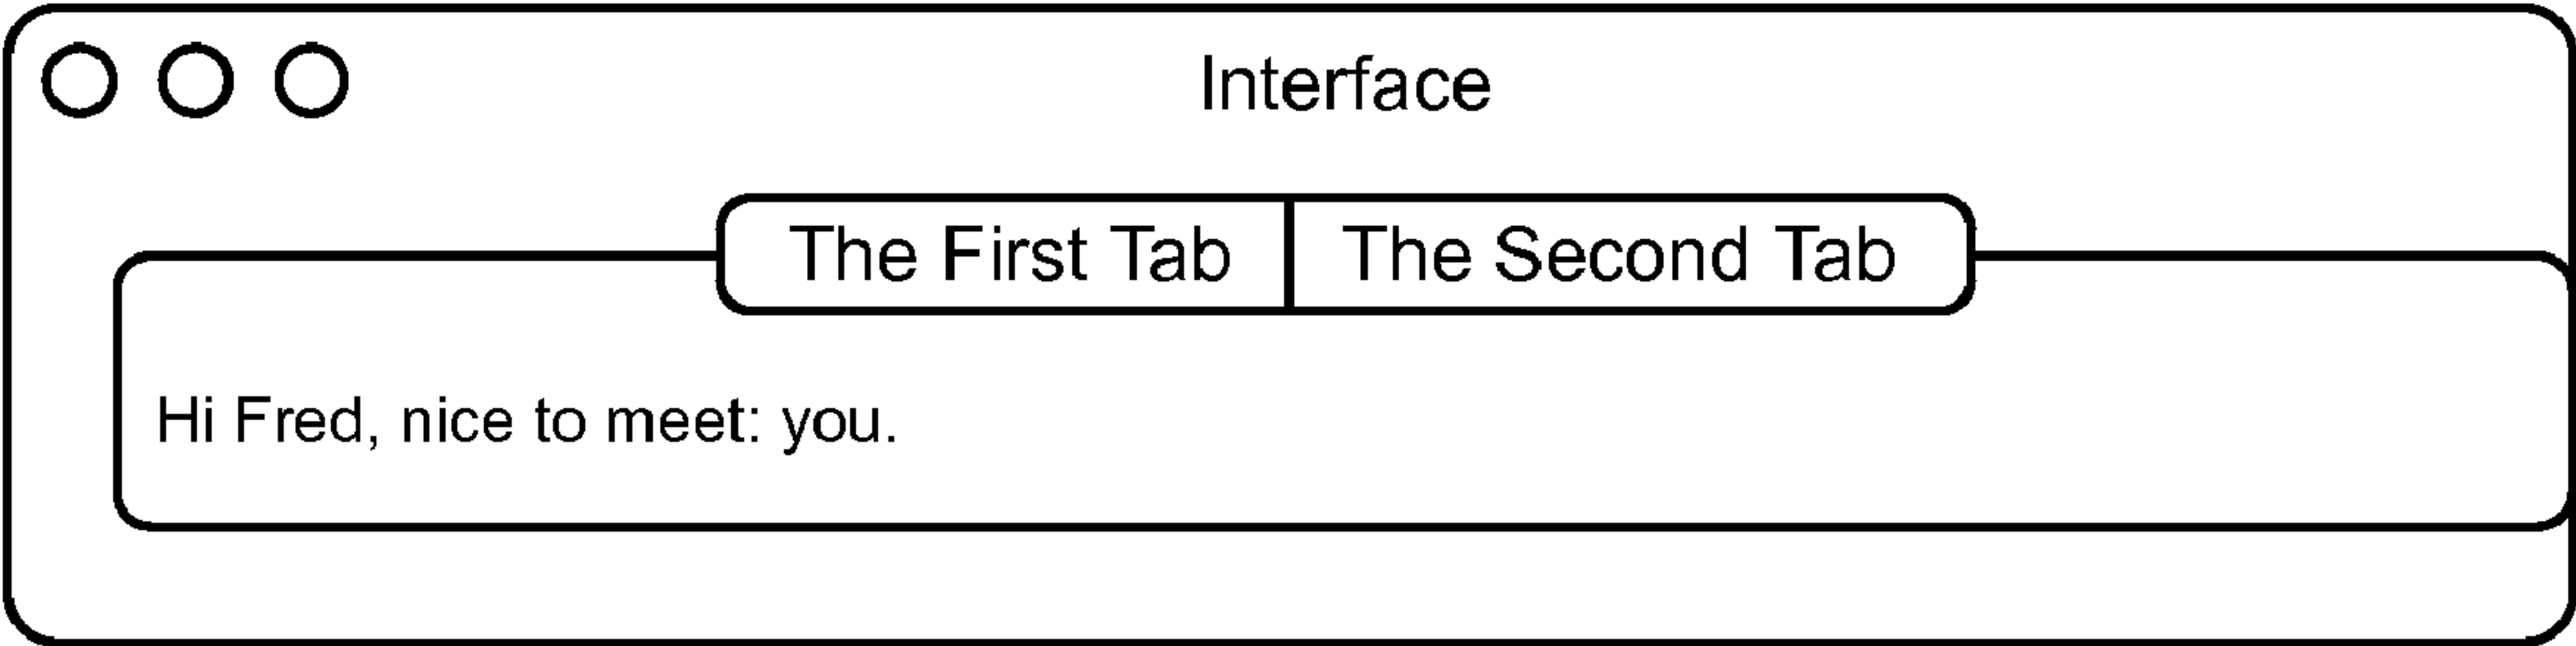 Interface
The First Tab The Second Tab
Hi Fred, nice to meet: you.